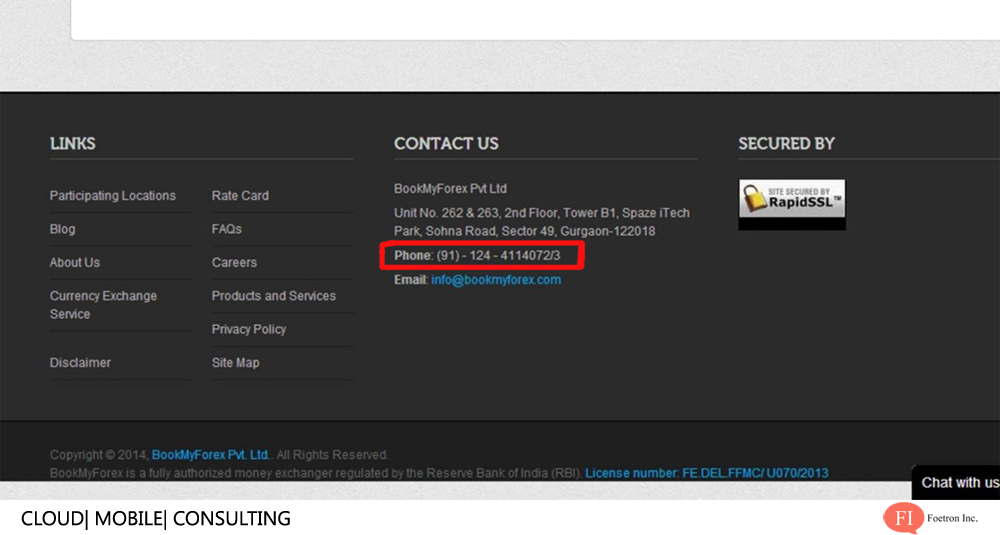 LINKS
Participating Locations
Blog
About Us
Currency Exchange
Service
Disclaimer
Rate Card
FAQs
Careers
Products and Services
Privacy Policy
Site Map
CONTACT US
BookMyForex Pvt Ltd
Unit No. 262 & 263, 2nd Floor, Tower B1, Spaze iTech
Park, Sohna Road, Sector 49, Gurgaon-122018
Phone: (91) - 124 - 4114072/3
Email: info@bookmyforex.com
SECURED BY
SITE SECURED BY
RapidSSL™
Copyright © 2014, BookMyForex Pvt. Ltd.. All Rights Reserved.
BookMyForex is a fully authorized money exchanger regulated by the Reserve Bank of India (RBI). License number: FE.DEL.FFMC/ U070/2013
Chat with us
CLOUD| MOBILE| CONSULTING
FI
Foetron Inc.